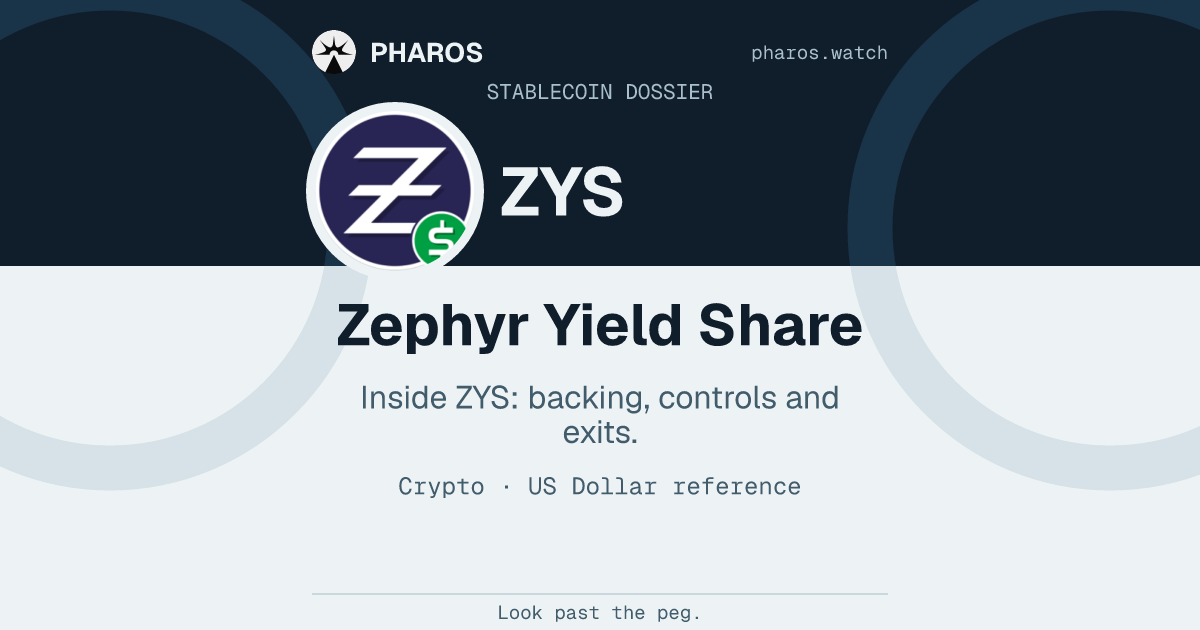 PHAROS
pharos.watch
STABLECOIN DOSSIER
ZYS
Zephyr Yield Share
Inside ZYS: backing, controls and
exits.
Crypto · US Dollar reference
Look past the peg.